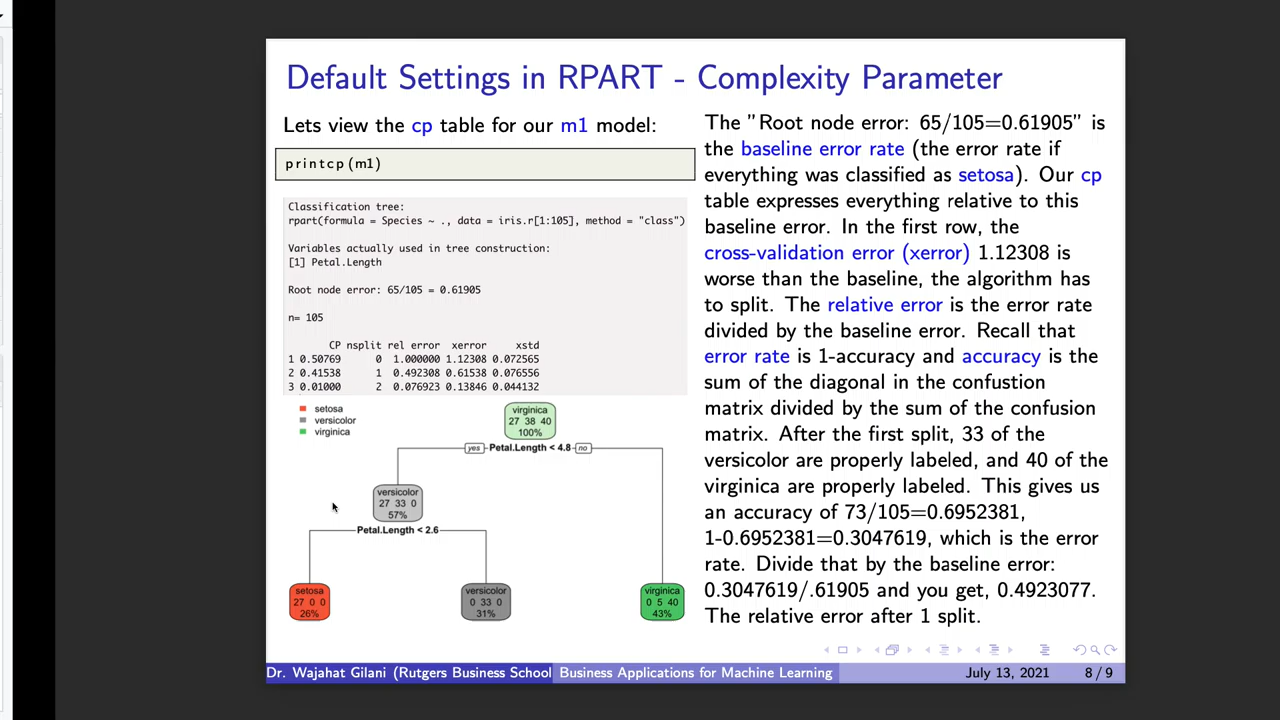 Default Settings in RPART - Complexity Parameter
Lets view the cp table for our m1 model:
printcp(m1)
Classification tree:
rpart(formula = Species ~ ., data = iris.r[1:105], method = "class")
Variables actually used in tree construction:
[1] Petal.Length
Root node error: 65/105 = 0.61905
n= 105
CP nsplit rel error xerror xstd
1 0.50769 0 1.000000 1.12308 0.072565
2 0.41538 1 0.492308 0.61538 0.076556
3 0.01000 2 0.076923 0.13846 0.044132
setosa
versicolor
virginica
virginica
27 38 40
100%
yes Petal.Length < 4.8 no
versicolor
27 33 0
57%
Petal.Length < 2.6
setosa
27 0 0
26%
versicolor
0 33 0
31%
virginica
0 5 40
43%
The "Root node error: 65/105=0.61905" is
the baseline error rate (the error rate if
everything was classified as setosa). Our cp
table expresses everything relative to this
baseline error. In the first row, the
cross-validation error (xerror) 1.12308 is
worse than the baseline, the algorithm has
to split. The relative error is the error rate
divided by the baseline error. Recall that
error rate is 1-accuracy and accuracy is the
sum of the diagonal in the confustion
matrix divided by the sum of the confusion
matrix. After the first split, 33 of the
versicolor are properly labeled, and 40 of the
virginica are properly labeled. This gives us
an accuracy of 73/105=0.6952381,
1-0.6952381=0.3047619, which is the error
rate. Divide that by the baseline error:
0.3047619/.61905 and you get, 0.4923077.
The relative error after 1 split.
Dr. Wajahat Gilani (Rutgers Business School Business Applications for Machine Learning July 13, 2021 8 / 9